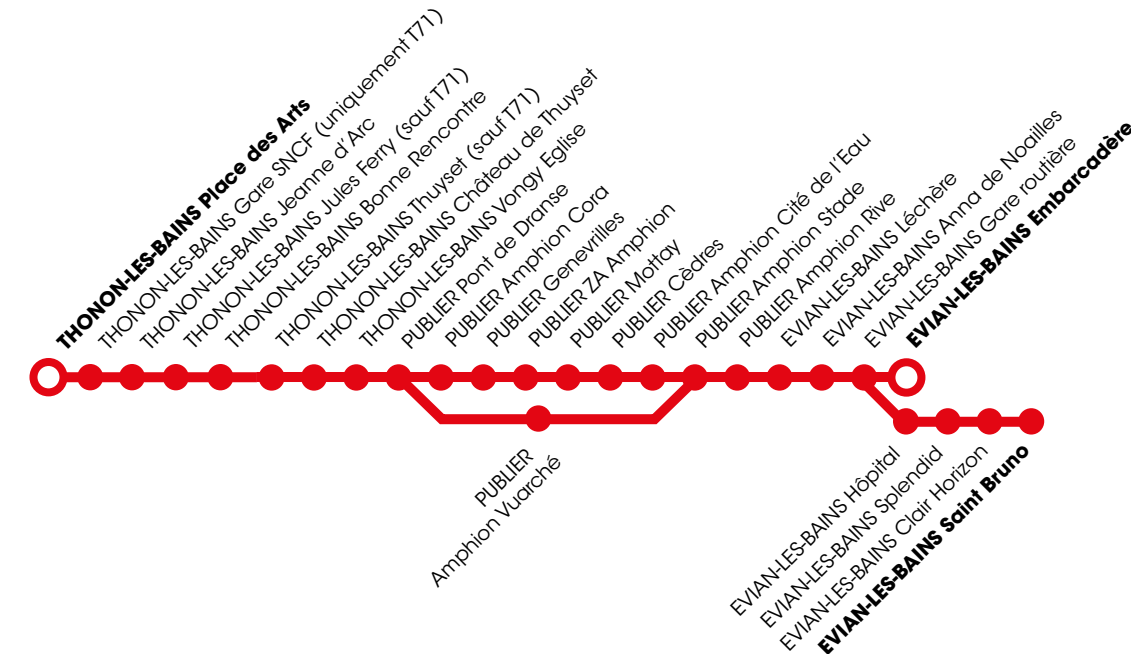 THONON-LES-BAINS Place des Arts
THONON-LES-BAINS Gare SNCF (uniquement T71)
THONON-LES-BAINS Jeanne d'Arc
THONON-LES-BAINS Jules Ferry (sauf T71)
THONON-LES-BAINS Bonne Rencontre
THONON-LES-BAINS Thuyset (sauf T71)
THONON-LES-BAINS Château de Thuyset
THONON-LES-BAINS Vongy Eglise
PUBLIER Pont de Dranse
PUBLIER Amphion Cora
PUBLIER Genevrilles
PUBLIER ZA Amphion
PUBLIER Mottay
PUBLIER Cèdres
PUBLIER Amphion Cité de l'Eau
PUBLIER Amphion Stade
PUBLIER Amphion Rive
EVIAN-LES-BAINS Léchère
EVIAN-LES-BAINS Anna de Noailles
EVIAN-LES-BAINS Gare routière
EVIAN-LES-BAINS Embarcadère
PUBLIER
Amphion Vuarché
EVIAN-LES-BAINS Hôpital
EVIAN-LES-BAINS Splendid
EVIAN-LES-BAINS Clair Horizon
EVIAN-LES-BAINS Saint Bruno